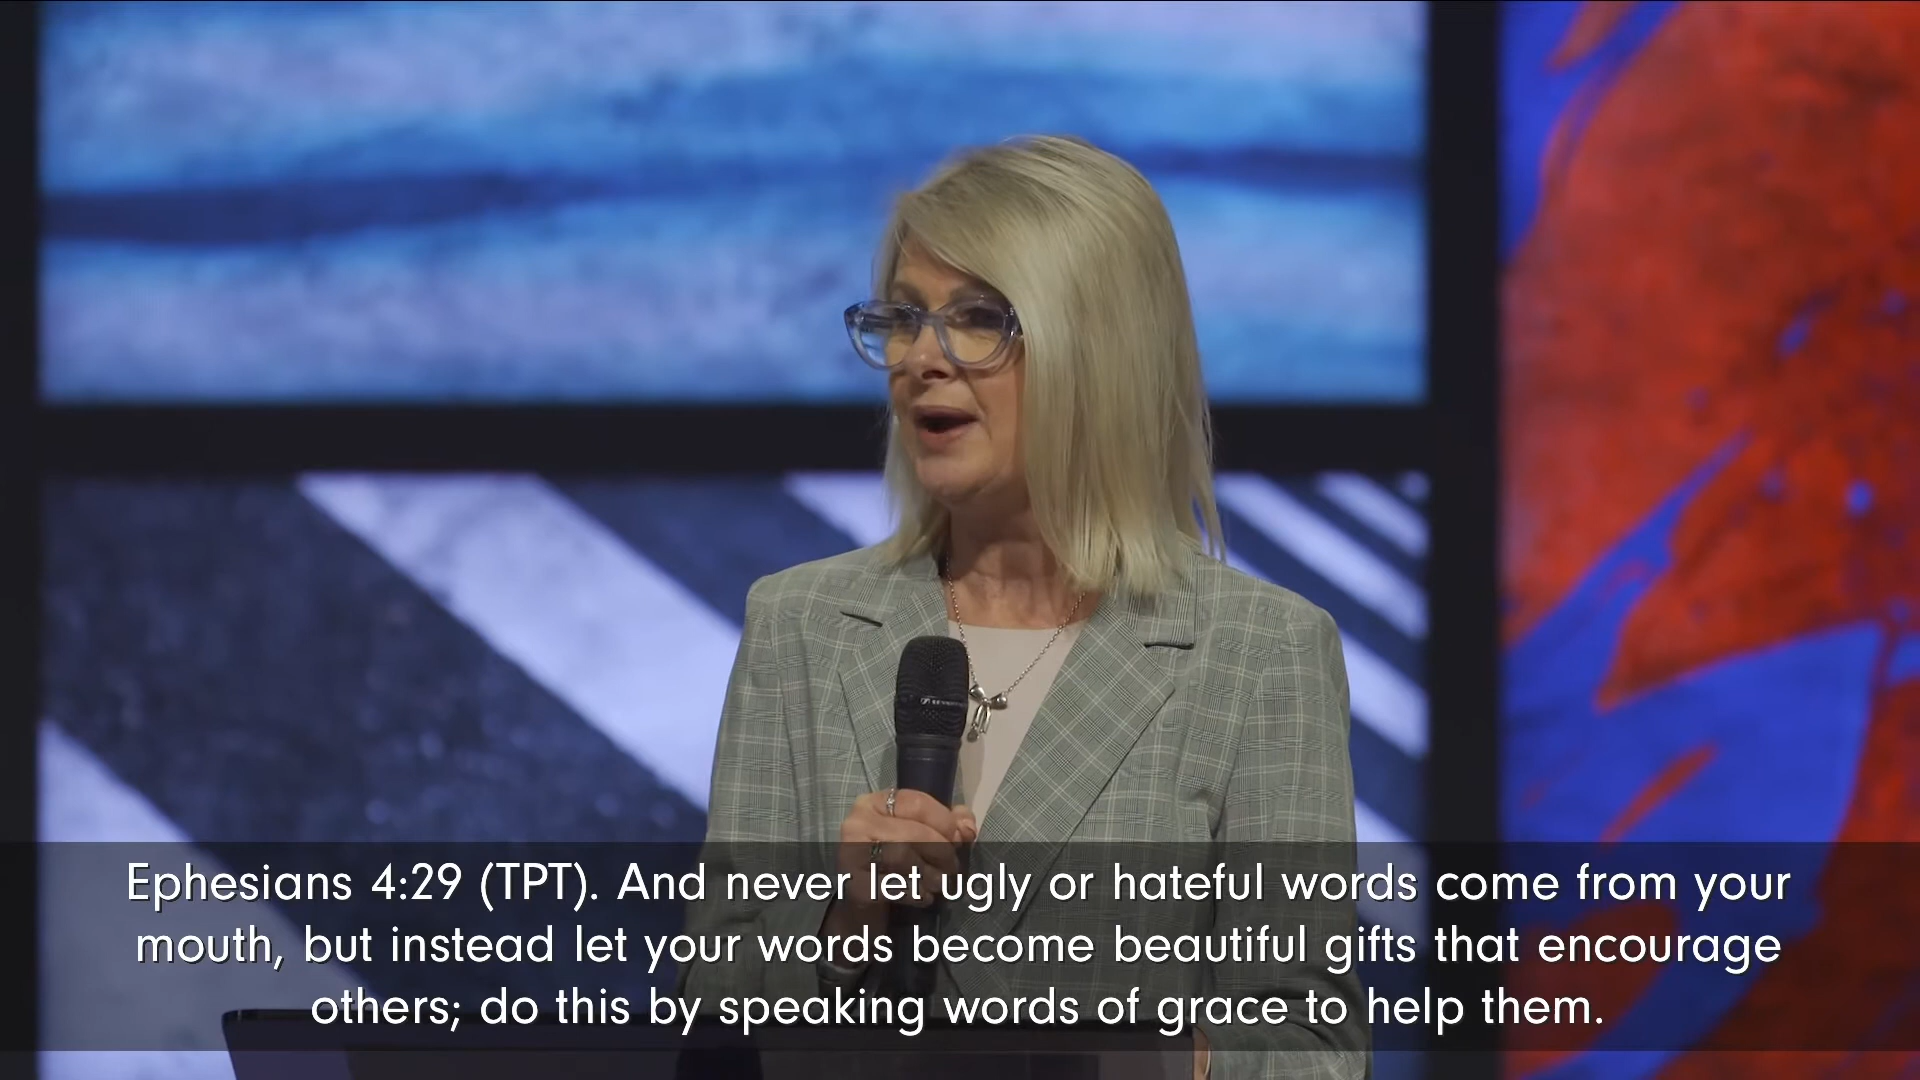 Ephesians 4:29 (TPT). And never let ugly or hateful words come from your
mouth, but instead let your words become beautiful gifts that encourage
others; do this by speaking words of grace to help them.